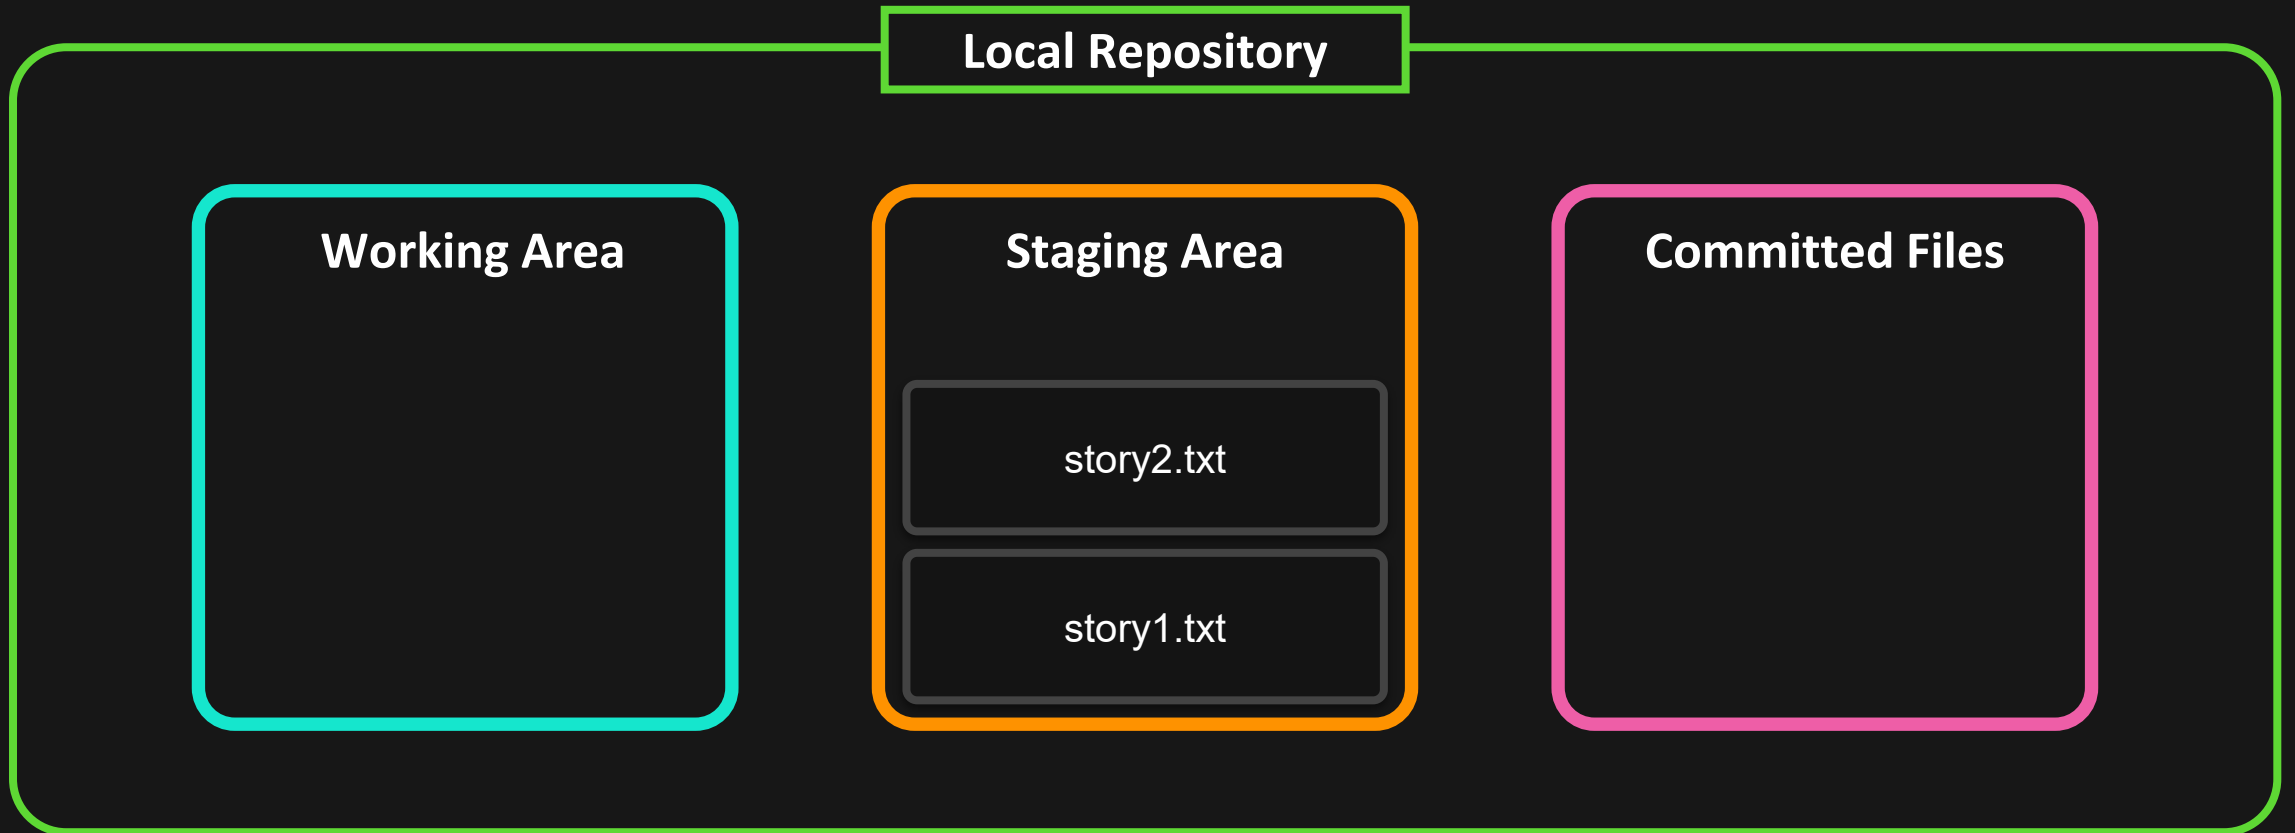 Local Repository
Working Area
Staging Area
Committed Files
story2.txt
story1.txt